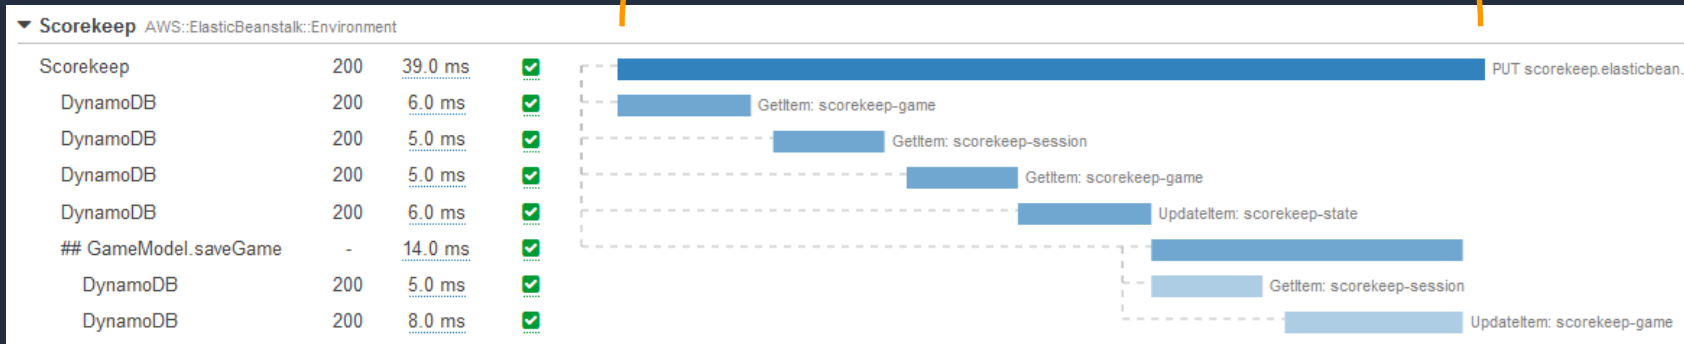 Scorekeep AWS::ElasticBeanstalk::Environment
Scorekeep 200 39.0 ms PUT scorekeep.elasticbean.
DynamoDB 200 6.0 ms GetItem: scorekeep-game
DynamoDB 200 5.0 ms GetItem: scorekeep-session
DynamoDB 200 5.0 ms GetItem: scorekeep-game
DynamoDB 200 6.0 ms UpdateItem: scorekeep-state
## GameModel.saveGame - 14.0 ms
DynamoDB 200 5.0 ms GetItem: scorekeep-session
DynamoDB 200 8.0 ms UpdateItem: scorekeep-game